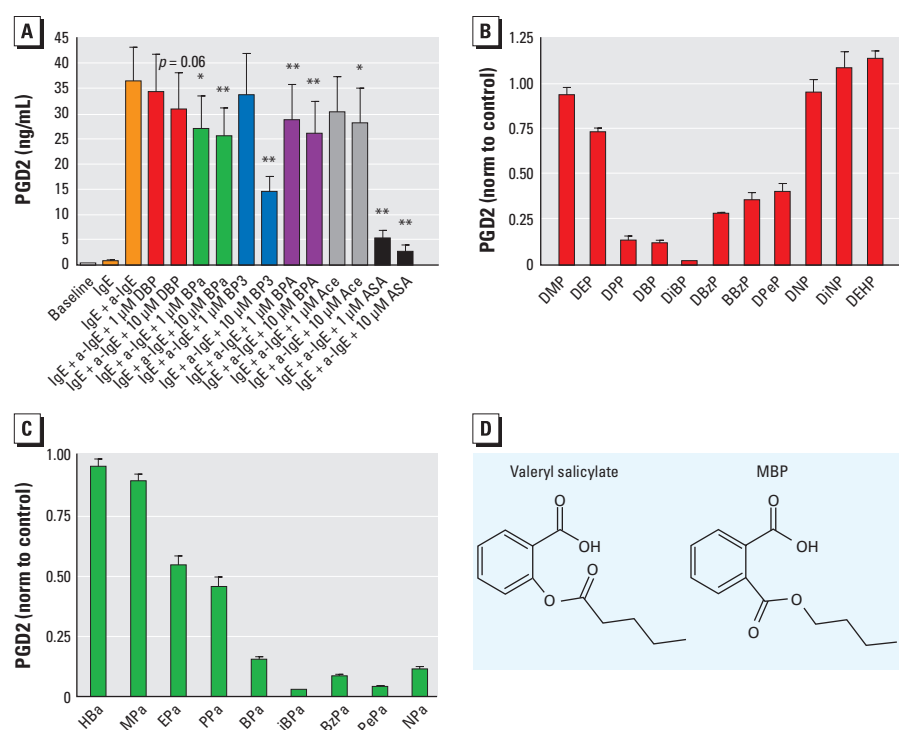 A
PGD2 (ng/mL)
45
40
35
30
25
20
15
10
5
0
p = 0.06
*
**
**
**
**
*
**
**
Baseline
IgE
IgE + a-IgE
IgE + a-IgE + 1 µM DBP
IgE + a-IgE + 10 µM DBP
IgE + a-IgE + 1 µM BPa
IgE + a-IgE + 10 µM BPa
IgE + a-IgE + 1 µM BP3
IgE + a-IgE + 10 µM BP3
IgE + a-IgE + 1 µM BPA
IgE + a-IgE + 10 µM BPA
IgE + a-IgE + 1 µM Ace
IgE + a-IgE + 10 µM Ace
IgE + a-IgE + 1 µM ASA
IgE + a-IgE + 10 µM ASA
B
PGD2 (norm to control)
1.25
1.00
0.75
0.50
0.25
0
DMP
DEP
DPP
DBP
DiBP
DBzP
BBzP
DPeP
DNP
DiNP
DEHP
C
PGD2 (norm to control)
1.00
0.75
0.50
0.25
0
HBa
MPa
EPa
PPa
BPa
iBPa
BzPa
PePa
NPa
D
Valeryl salicylate
O
OH
O
O
MBP
O
OH
O
O